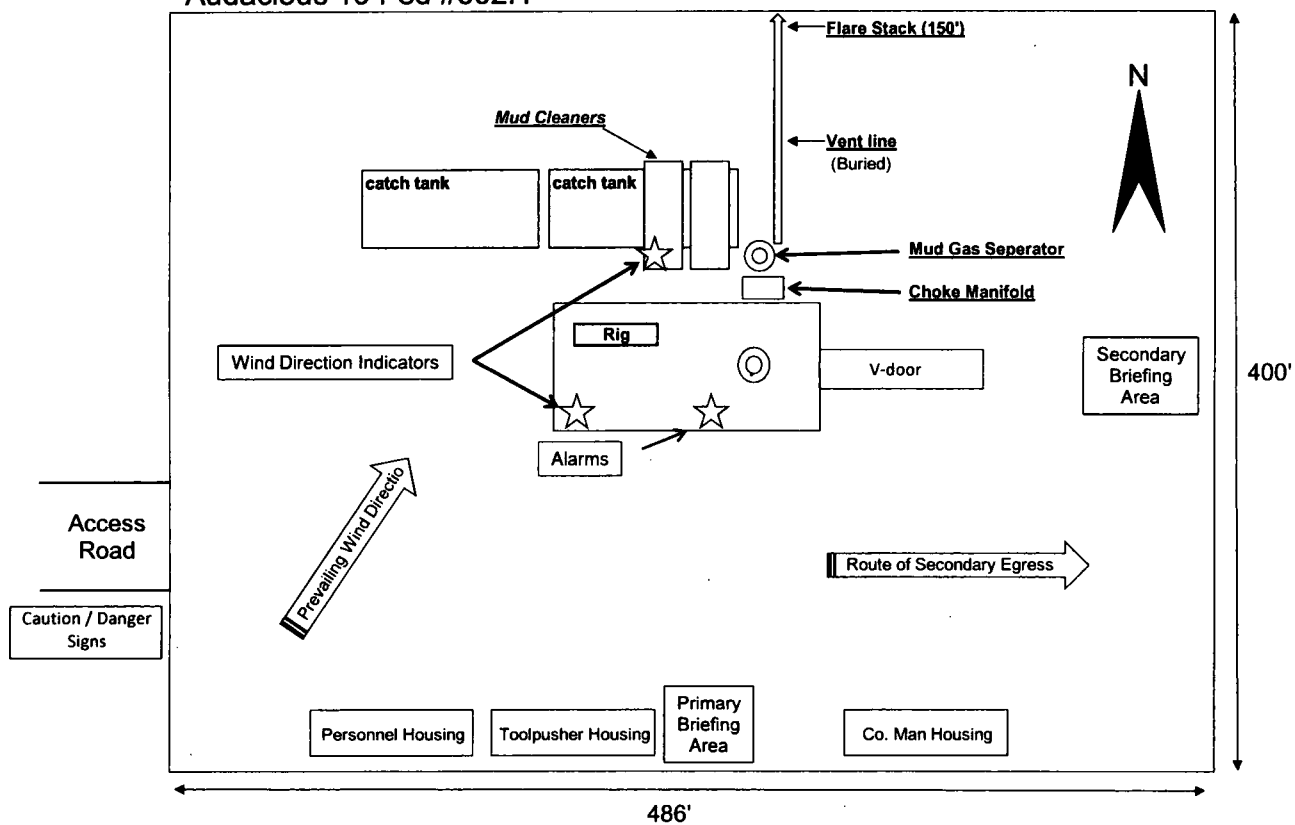 Flare Stack (150')
N
Mud Cleaners
Vent line
(Buried)
catch tank
catch tank
Mud Gas Seperator
Choke Manifold
Rig
Wind Direction Indicators
V-door
Secondary
Briefing
Area
400'
Alarms
Prevailing Wind Directio
Access
Road
Route of Secondary Egress
Caution / Danger
Signs
Personnel Housing
Toolpusher Housing
Primary
Briefing
Area
Co. Man Housing
486'